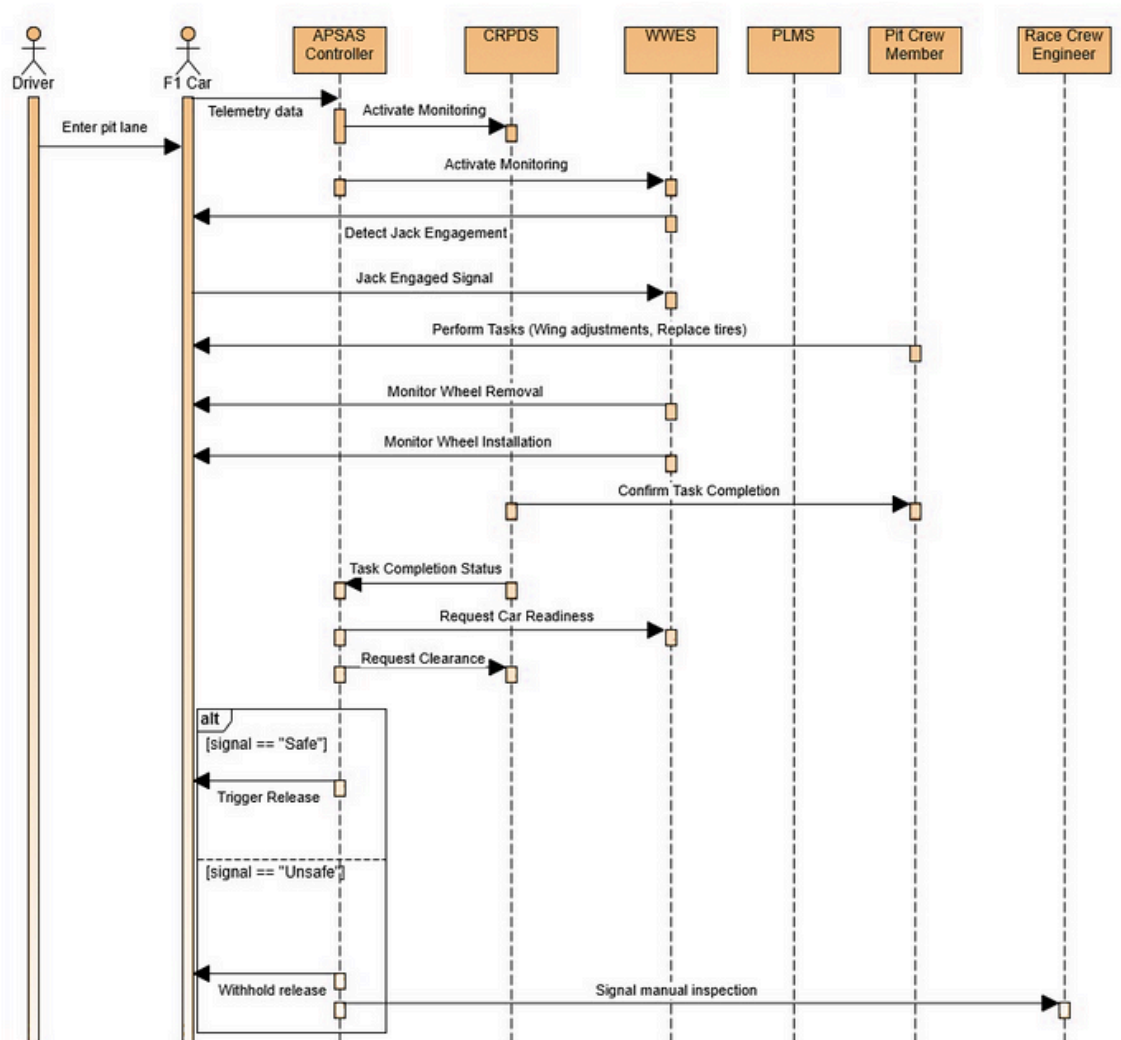 APSAS
Controller
CRPDS
WWES
PLMS
Pit Crew
Member
Race Crew
Engineer
Driver
F1 Car
Telemetry data
Activate Monitoring
Enter pit lane
Activate Monitoring
Detect Jack Engagement
Jack Engaged Signal
Perform Tasks (Wing adjustments, Replace tires)
Monitor Wheel Removal
Monitor Wheel Installation
Confirm Task Completion
Task Completion Status
Request Car Readiness
Request Clearance
alt
[signal == "Safe"]
Trigger Release
[signal == "Unsafe"]
Withhold release
Signal manual inspection